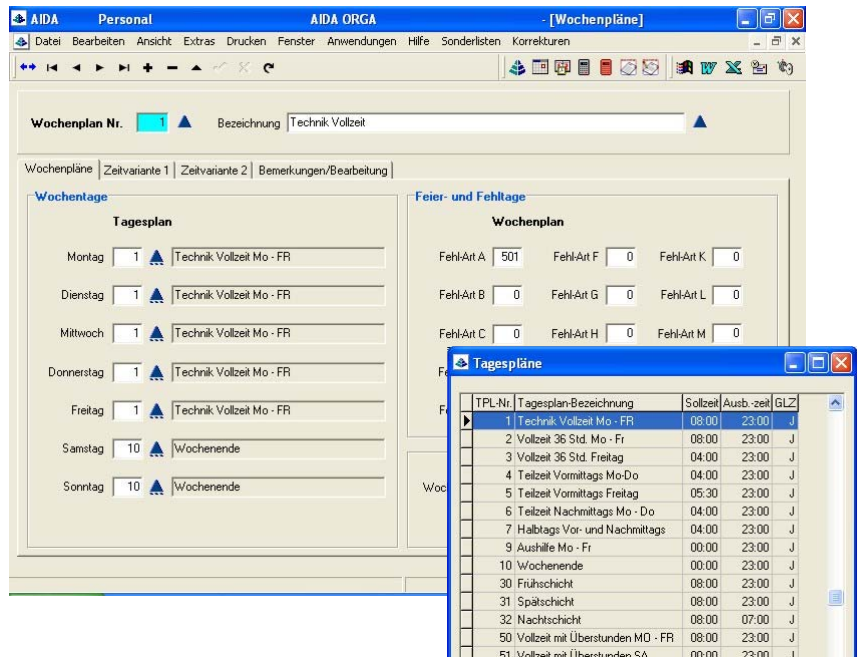 AIDA Personal AIDA ORGA - [Wochenpläne]
Datei Bearbeiten Ansicht Extras Drucken Fenster Anwendungen Hilfe Sonderlisten Korrekturen
Wochenplan Nr. 1 Bezeichnung Technik Vollzeit
Wochenpläne Zeitvariante 1 Zeitvariante 2 Bemerkungen/Bearbeitung
Wochentage
Tagesplan
Montag 1 Technik Vollzeit Mo - FR
Dienstag 1 Technik Vollzeit Mo - FR
Mittwoch 1 Technik Vollzeit Mo - FR
Donnerstag 1 Technik Vollzeit Mo - FR
Freitag 1 Technik Vollzeit Mo - FR
Samstag 10 Wochenende
Sonntag 10 Wochenende
Feier- und Fehltage
Wochenplan
Fehl-Art A 501 Fehl-Art F 0 Fehl-Art K 0
Fehl-Art B 0 Fehl-Art G 0 Fehl-Art L 0
Fehl-Art C 0 Fehl-Art H 0 Fehl-Art M 0
Tagespläne
TPL-Nr. Tagesplan-Bezeichnung Sollzeit Ausb.-zeit GLZ
1 Technik Vollzeit Mo - FR 08:00 23:00 J
2 Vollzeit 36 Std. Mo - Fr 08:00 23:00 J
3 Vollzeit 36 Std. Freitag 04:00 23:00 J
4 Teilzeit Vormittags Mo-Do 04:00 23:00 J
5 Teilzeit Vormittags Freitag 05:30 23:00 J
6 Teilzeit Nachmittags Mo - Do 04:00 23:00 J
7 Halbtags Vor- und Nachmittags 04:00 23:00 J
9 Aushilfe Mo - Fr 00:00 23:00 J
10 Wochenende 00:00 23:00 J
30 Frühschicht 08:00 23:00 J
31 Spätschicht 08:00 23:00 J
32 Nachtschicht 08:00 07:00 J
50 Vollzeit mit Überstunden MO - FR 08:00 23:00 J
51 Vollzeit mit Überstunden SA 00:00 23:00 J